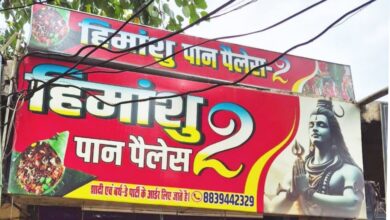 हिमांशु पान पैलेस-2
हिमांशु 2
पान पैलेस
शादी एवं बर्थ-डे पार्टी के आर्डर लिए जाते है। 8839442329